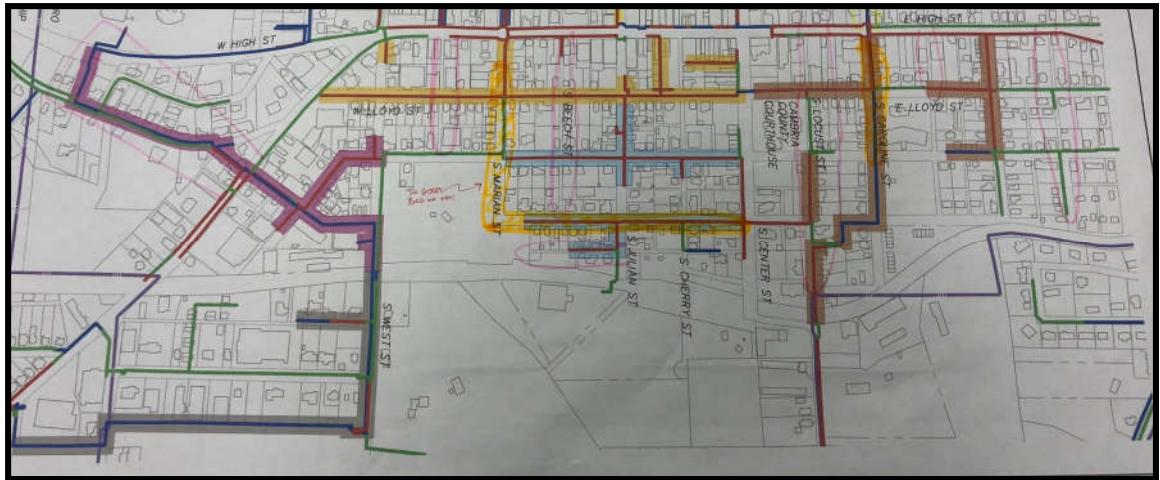 W HIGH ST
E HIGH ST
W LLOYD ST
E LLOYD ST
S BEECH ST
CAMBRIA
COUNTY
COURTHOUSE
S LOCUST ST
S CAROLINE ST
S MARIAN ST
S JULIAN ST
S CHERRY ST
S CENTER ST
S WEST ST